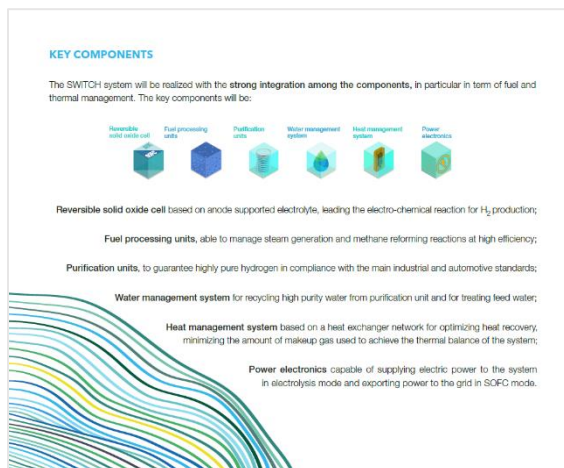 KEY COMPONENTS
The SWITCH system will be realized with the strong integration among the components, in particular in term of fuel and
thermal management. The key components will be:
Reversible
solid oxide cell
Fuel processing
units
Purification
units
Water management
system
Heat management
system
Power
electronics
Reversible solid oxide cell based on anode supported electrolyte, leading the electro-chemical reaction for H₂ production;
Fuel processing units, able to manage steam generation and methane reforming reactions at high efficiency;
Purification units, to guarantee highly pure hydrogen in compliance with the main industrial and automotive standards;
Water management system for recycling high purity water from purification unit and for treating feed water;
Heat management system based on a heat exchanger network for optimizing heat recovery,
minimizing the amount of makeup gas used to achieve the thermal balance of the system;
Power electronics capable of supplying electric power to the system
in electrolysis mode and exporting power to the grid in SOFC mode.